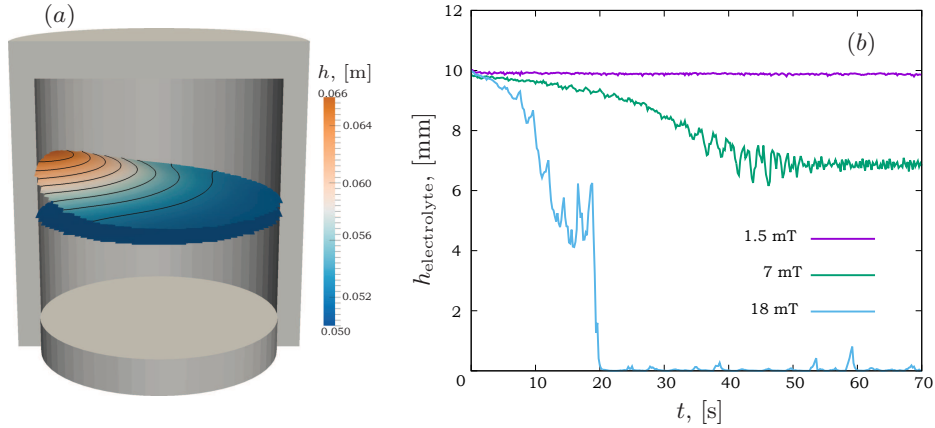 (a)
h, [m]
0.066
0.064
0.060
0.056
0.052
0.050
(b)
12
10
8
6
4
2
0
h_electrolyte, [mm]
1.5 mT
7 mT
18 mT
0 10 20 30 40 50 60 70
t, [s]